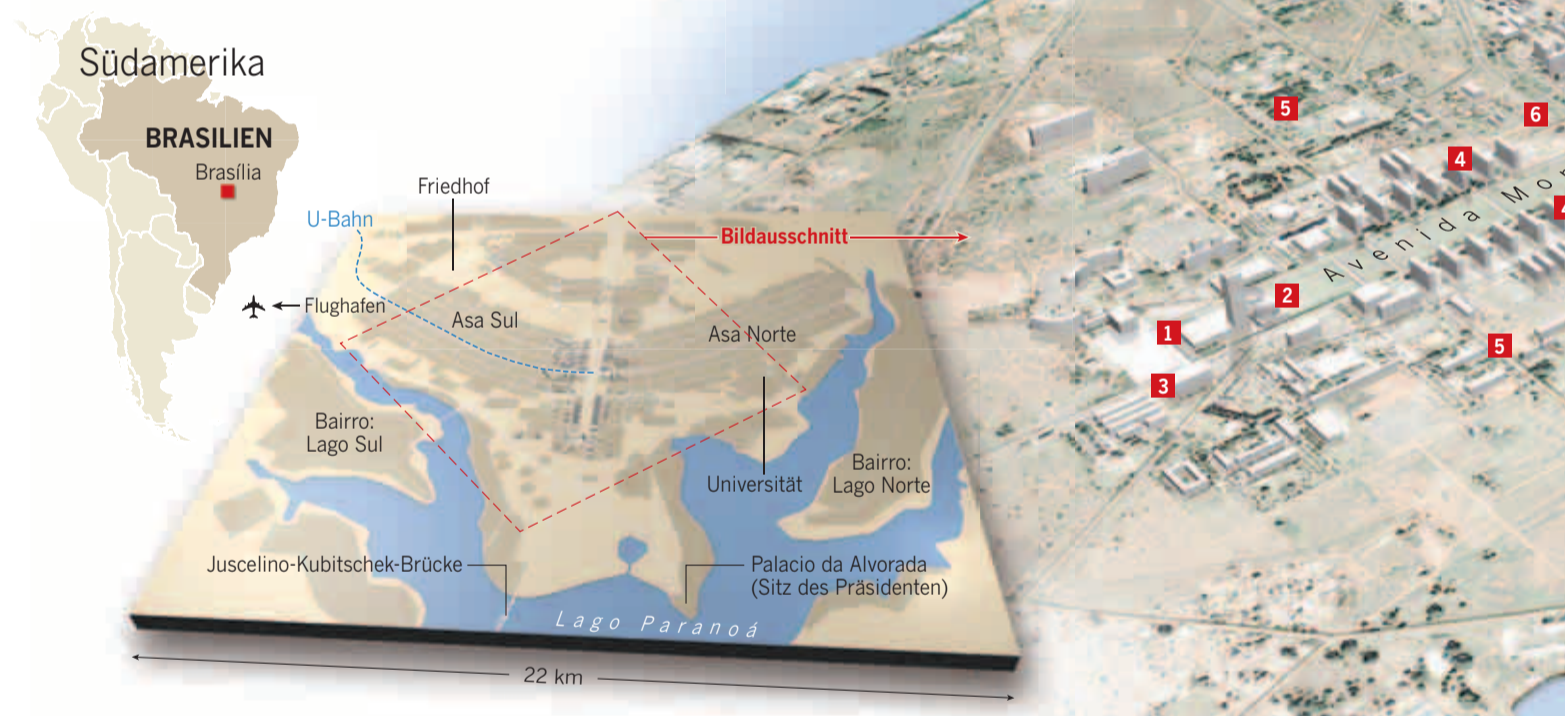 Südamerika
BRASILIEN
Brasília
Friedhof
U-Bahn
Bildausschnitt
Flughafen
Asa Sul
Asa Norte
Bairro:
Lago Sul
Universität
Bairro:
Lago Norte
Juscelino-Kubitschek-Brücke
Palacio da Alvorada
(Sitz des Präsidenten)
Lago Paranoá
22 km
5
6
4
4
Avenida Mon
2
1
5
3